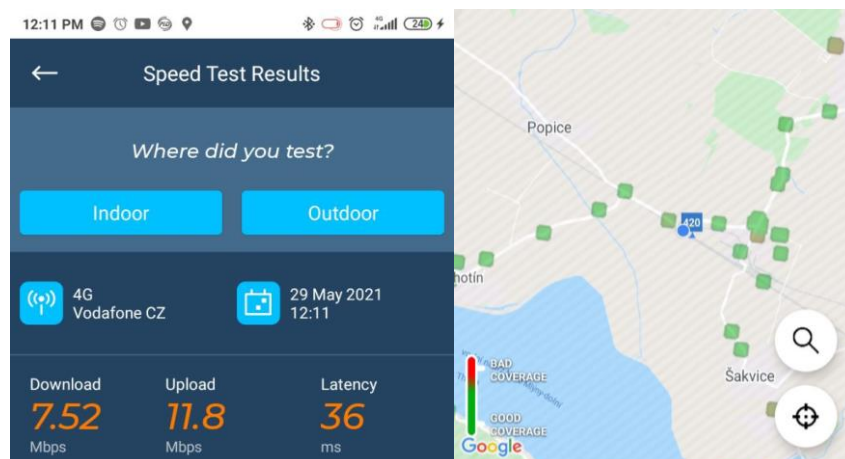 12:11 PM
4G
24
Speed Test Results
Where did you test?
Indoor
Outdoor
4G
Vodafone CZ
29 May 2021
12:11
Download
Upload
Latency
7.52
11.8
36
Mbps
Mbps
ms
Popice
420
hotín
BAD
COVERAGE
GOOD
COVERAGE
Šakvice
Google